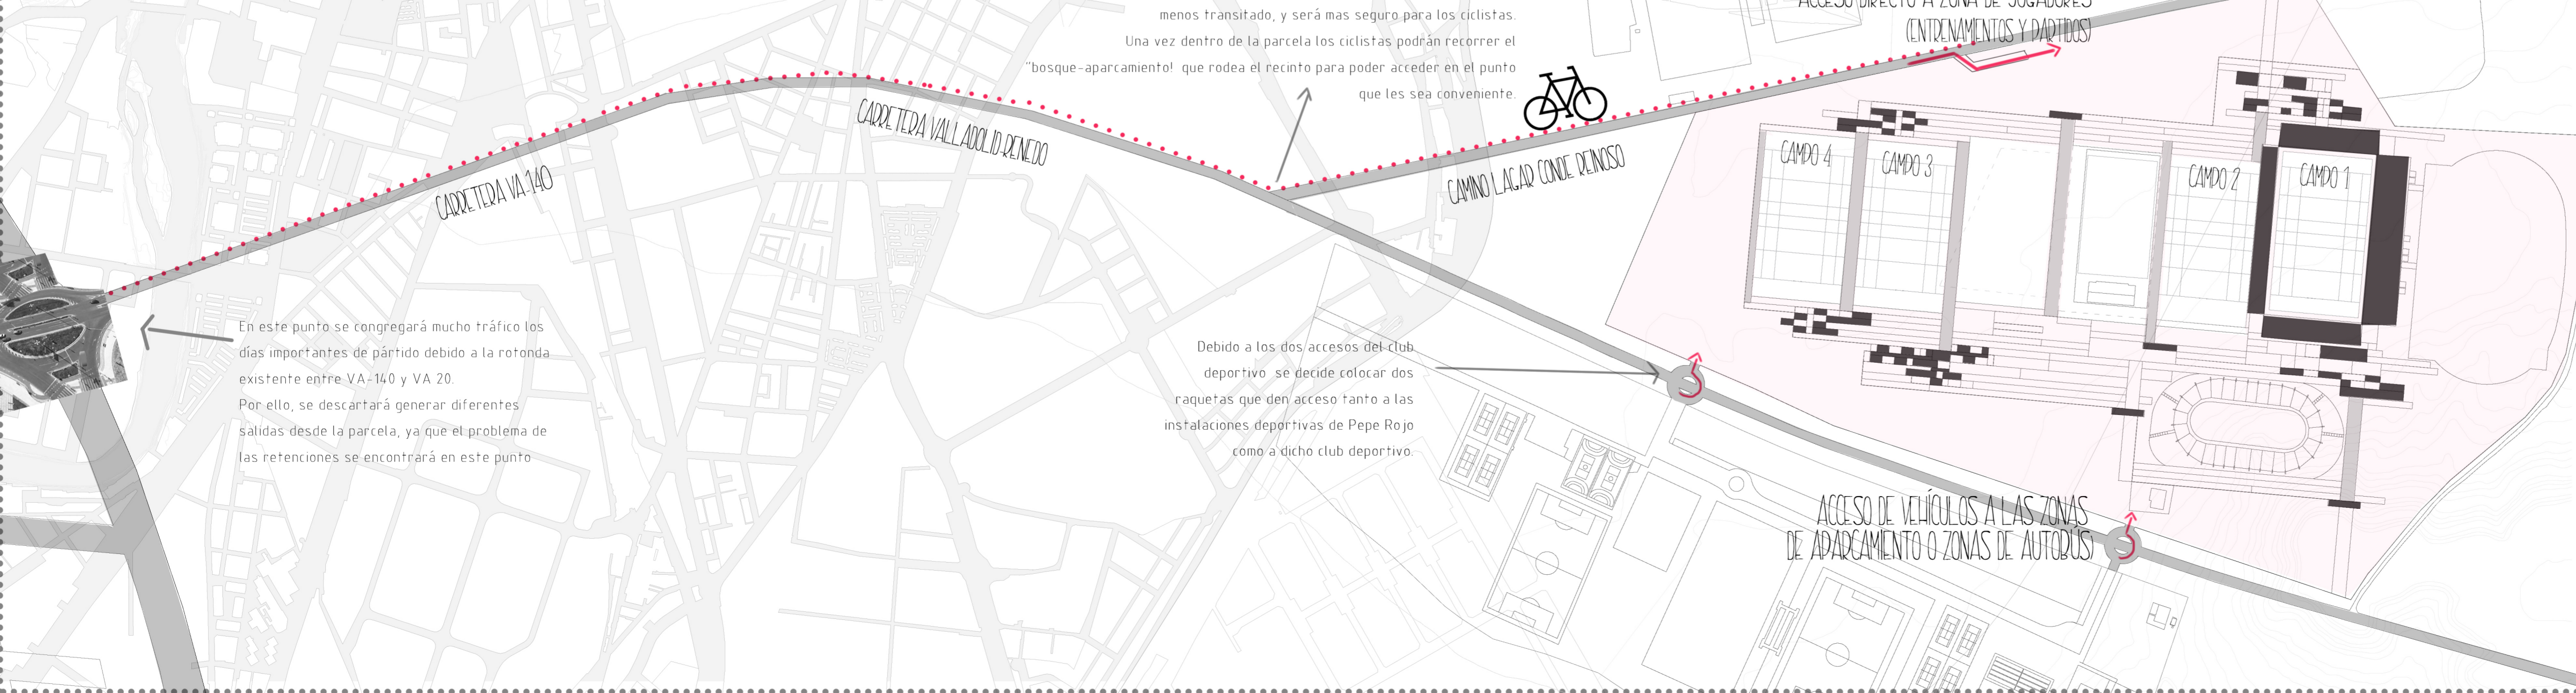 menos transitado, y será mas seguro para los ciclistas.
Una vez dentro de la parcela los ciclistas podrán recorrer el
"bosque-aparcamiento! que rodea el recinto para poder acceder en el punto
que les sea conveniente.
ACCESO DIRECTO A ZONA DE JUGADORES
(ENTRENAMIENTOS Y PARTIDOS)
CARRETERA VALLADOLID-RENEDO
CARRETERA VA-140
CAMINO LAGAR CONDE REINOSO
CAMPO 4
CAMPO 3
CAMPO 2
CAMPO 1
En este punto se congregará mucho tráfico los
días importantes de pártido debido a la rotonda
existente entre VA-140 y VA 20.
Por ello, se descartará generar diferentes
salidas desde la parcela, ya que el problema de
las retenciones se encontrará en este punto
Debido a los dos accesos del club
deportivo se decide colocar dos
raquetas que den acceso tanto a las
instalaciones deportivas de Pepe Rojo
como a dicho club deportivo.
ACCESO DE VEHÍCULOS A LAS ZONAS
DE APARCAMIENTO O ZONAS DE AUTOBÚS)